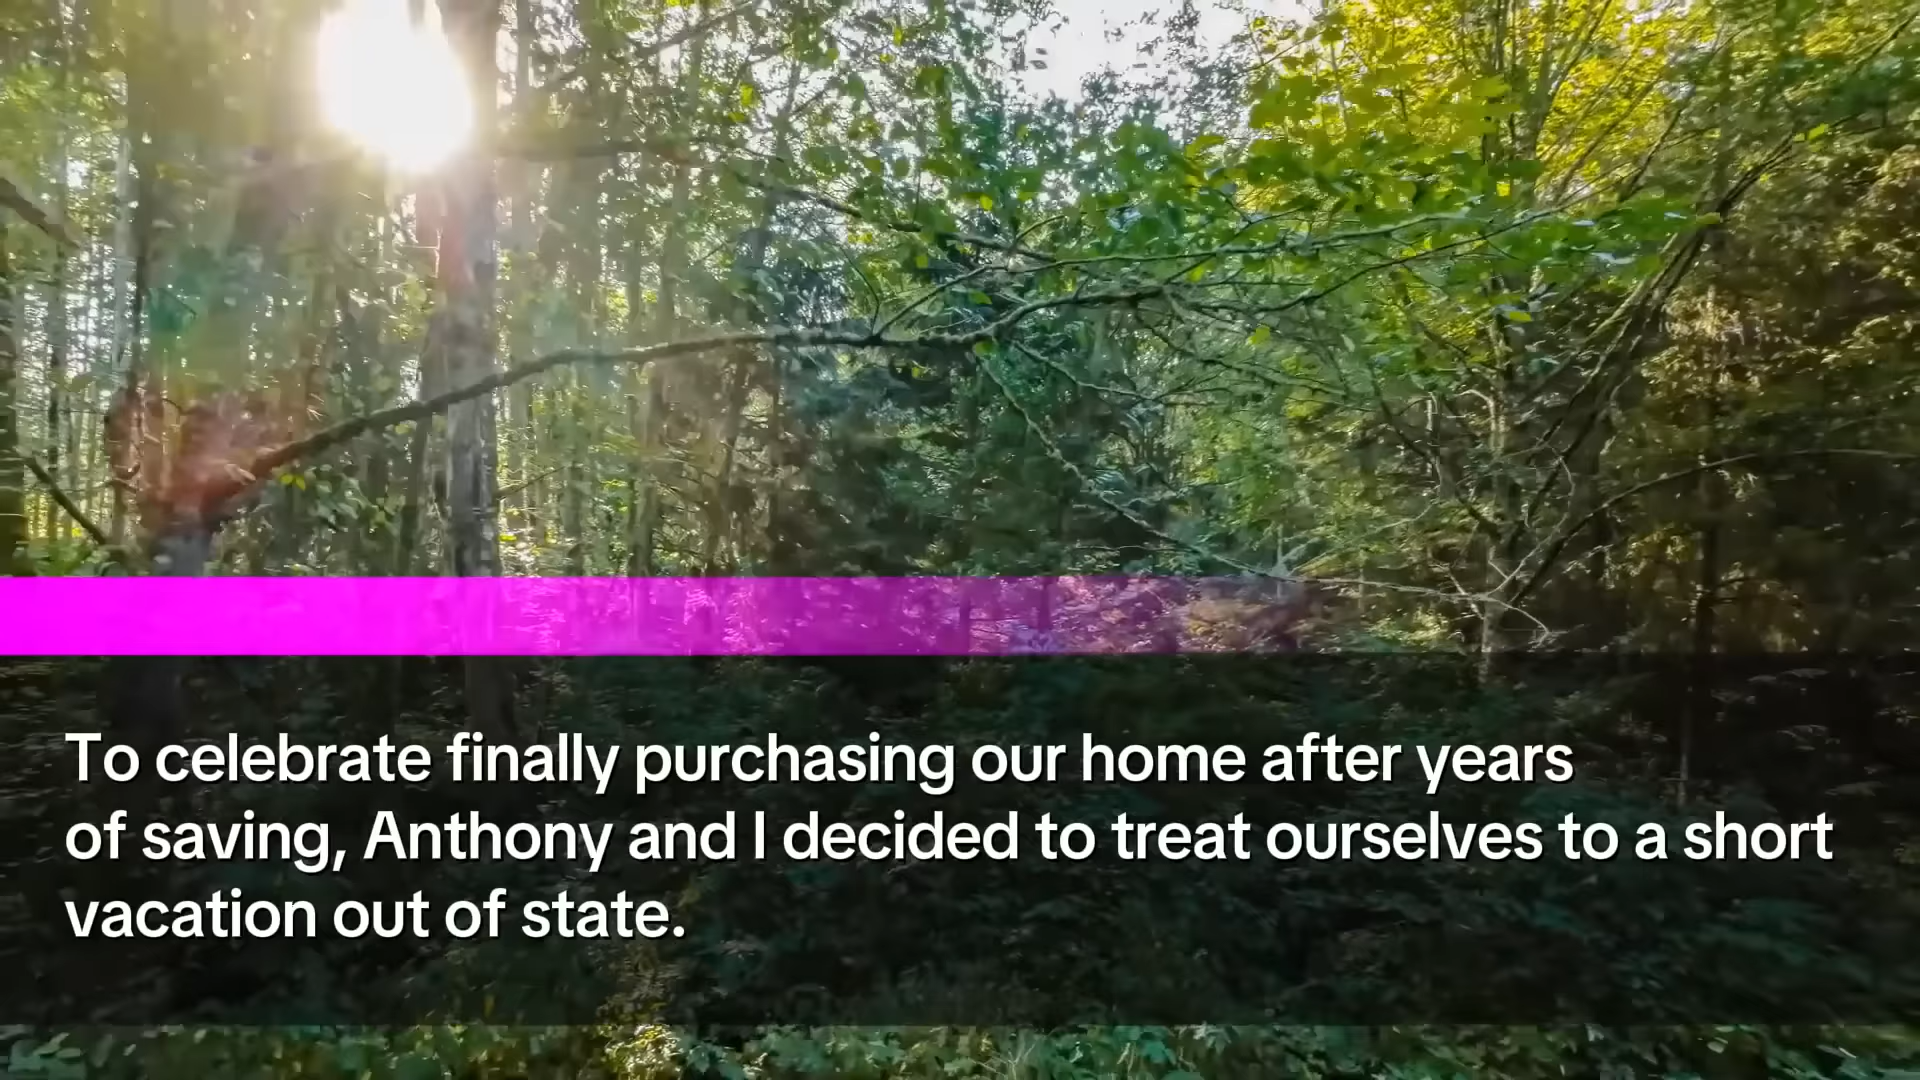 To celebrate finally purchasing our home after years
of saving, Anthony and I decided to treat ourselves to a short
vacation out of state.